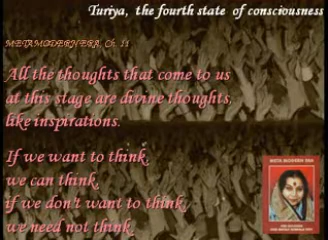 Turiya, the fourth state of consciousness
METAMODERN ERA, Ch. 11
All the thoughts that come to us
at this stage are divine thoughts,
like inspirations.
If we want to think,
we can think,
if we don't want to think,
we need not think.
META MODERN ERA